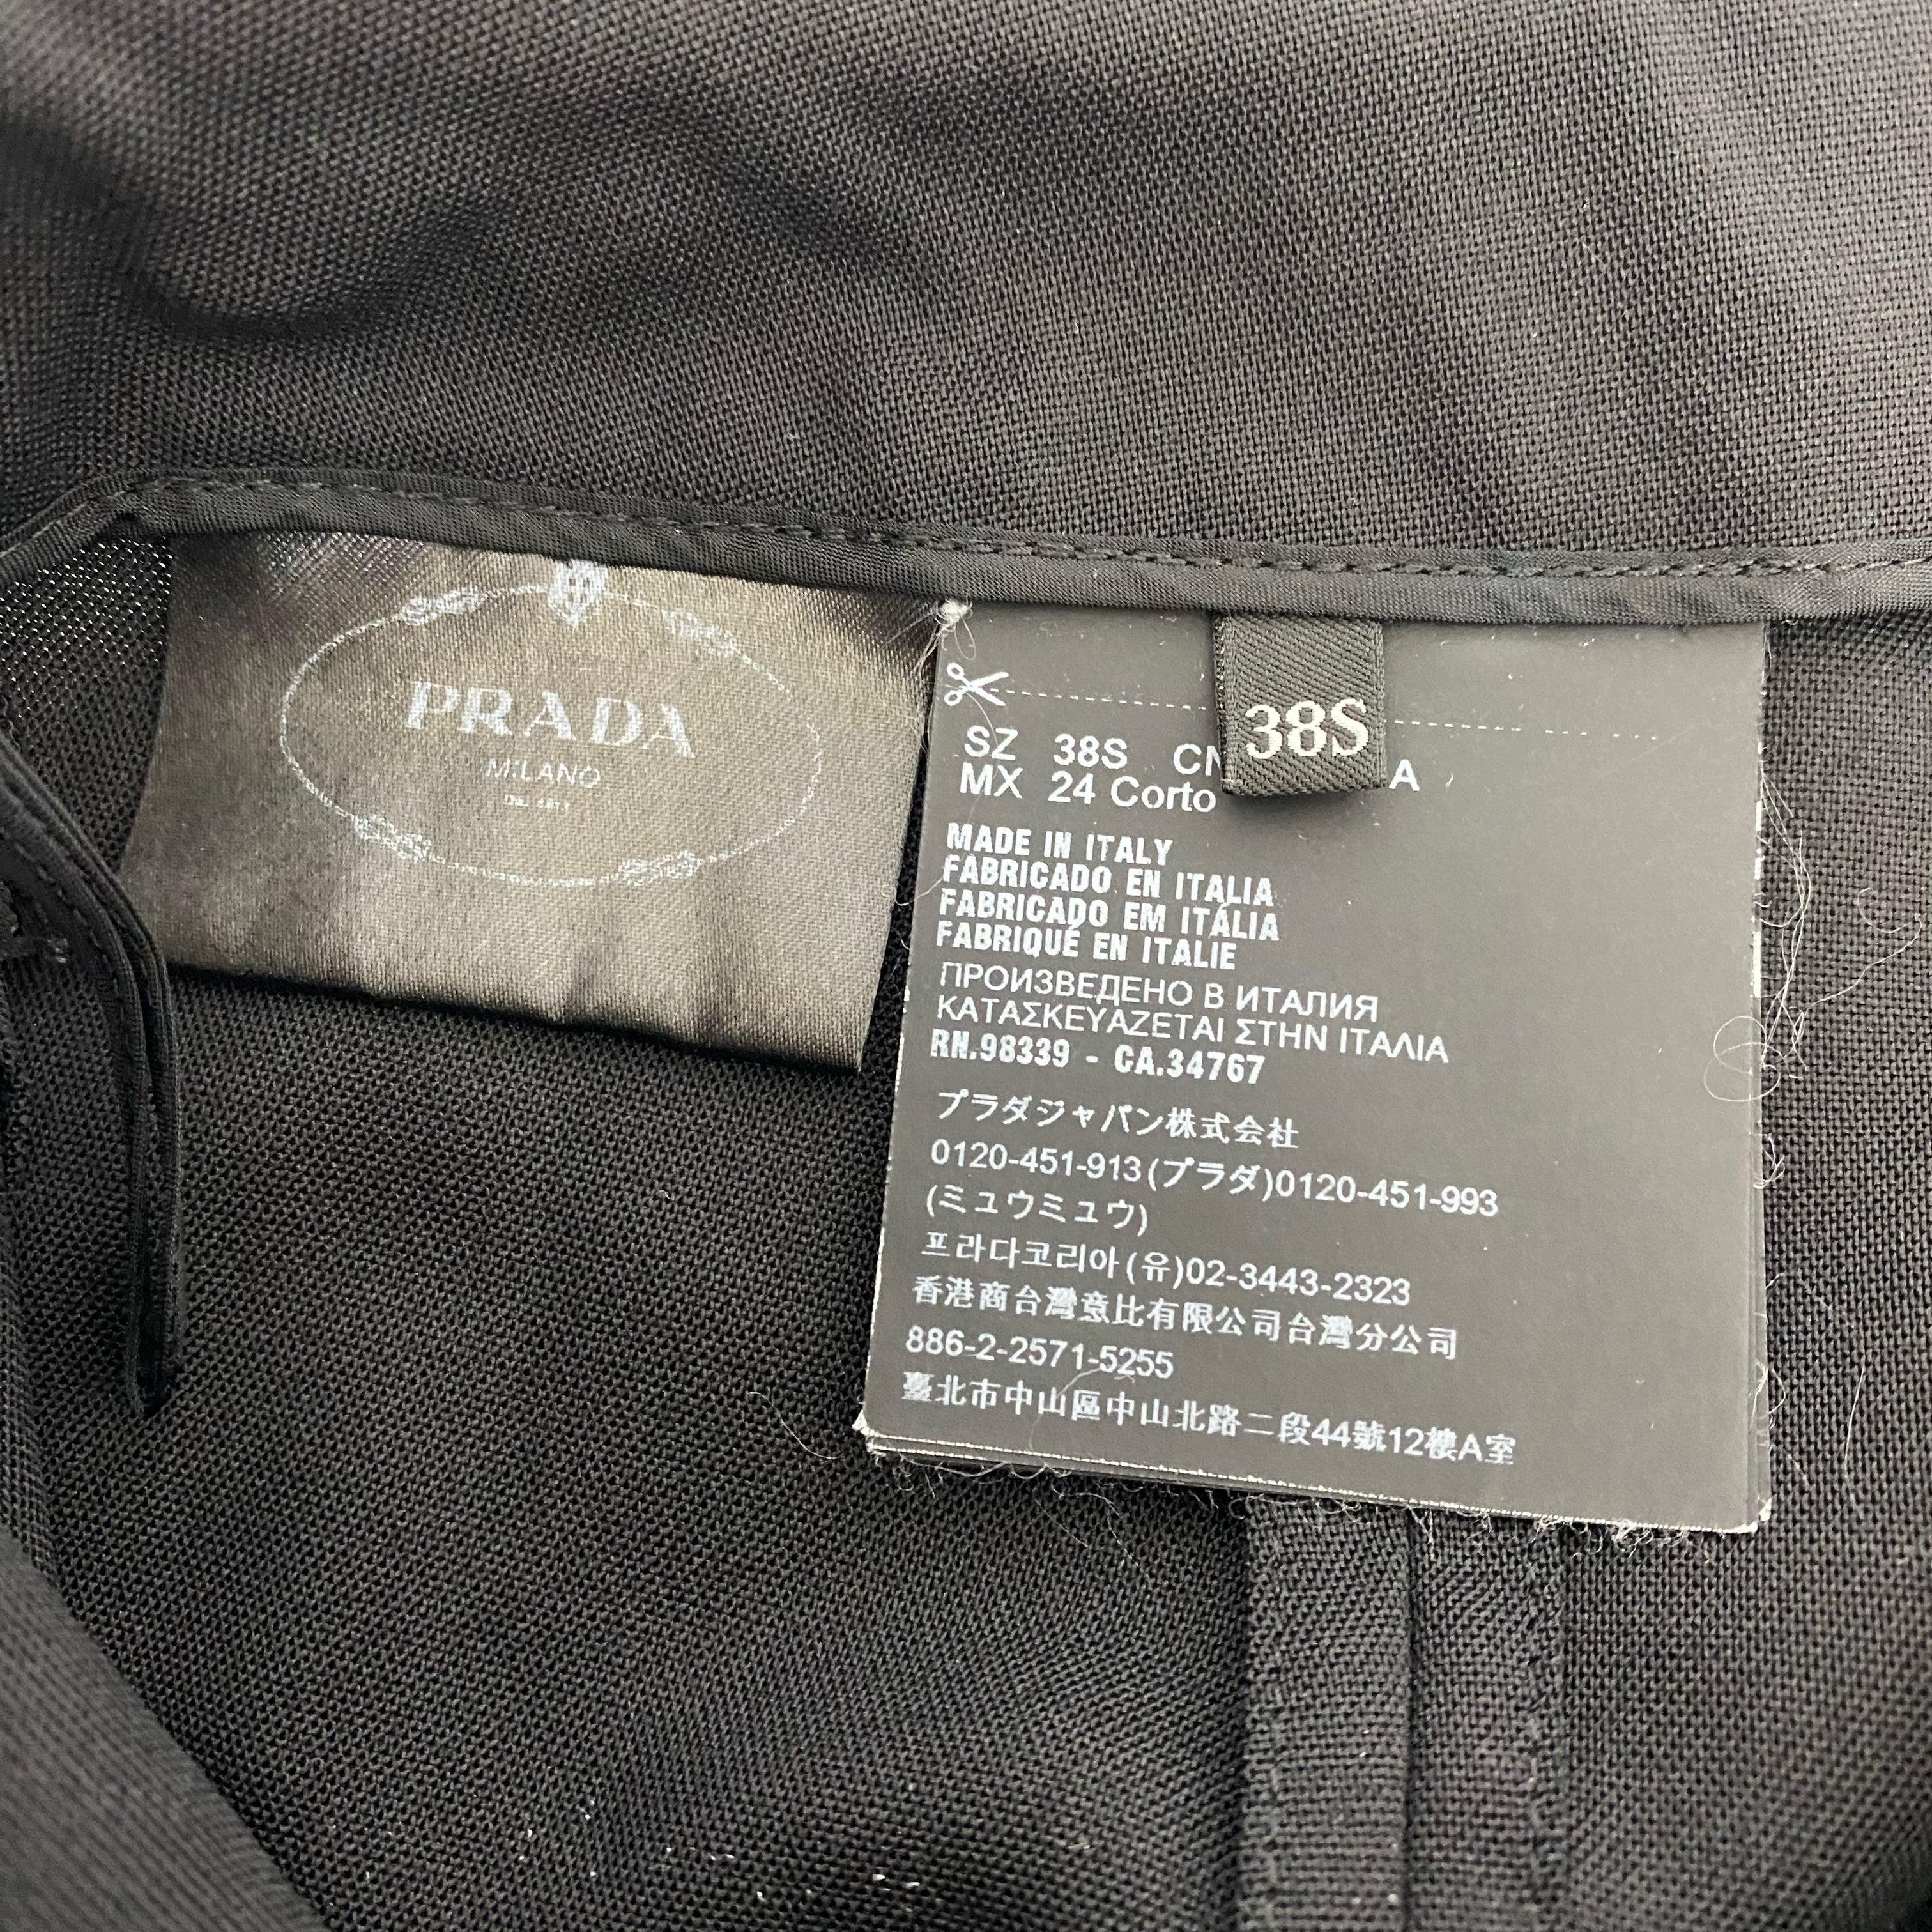 PRADA
MILANO
38S
SZ 38S CN A
MX 24 Corto
MADE IN ITALY
FABRICADO EN ITALIA
FABRICADO EM ITÁLIA
FABRIQUÉ EN ITALIE
ПРОИЗВЕДЕНО В ИТАЛИЯ
ΚΑΤΑΣΚΕΥΑΖΕΤΑΙ ΣΤΗΝ ΙΤΑΛΙΑ
RN.98339 - CA.34767
プラダジャパン株式会社
0120-451-913(プラダ)0120-451-993
(ミュウミュウ)
프라다코리아(유)02-3443-2323
香港商台灣意比有限公司台灣分公司
886-2-2571-5255
臺北市中山區中山北路二段44號12樓A室